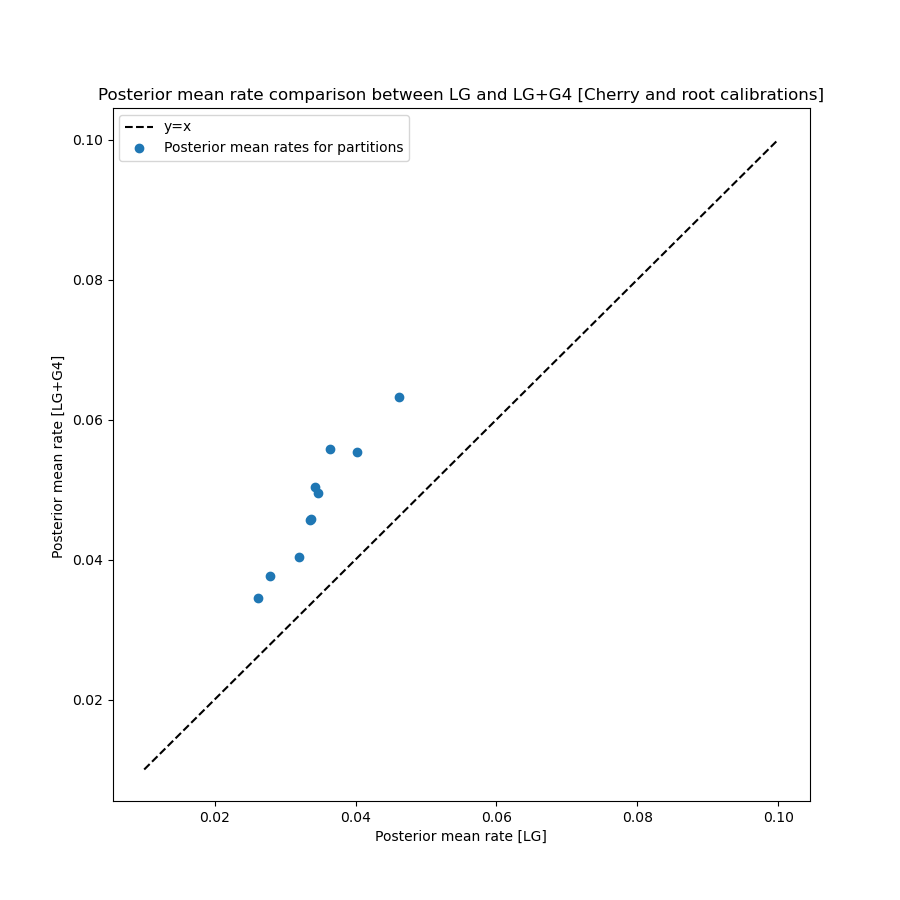 Posterior mean rate comparison between LG and LG+G4 [Cherry and root calibrations]
y=x
Posterior mean rates for partitions
0.10
0.08
0.06
0.04
0.02
Posterior mean rate [LG+G4]
0.02 0.04 0.06 0.08 0.10
Posterior mean rate [LG]